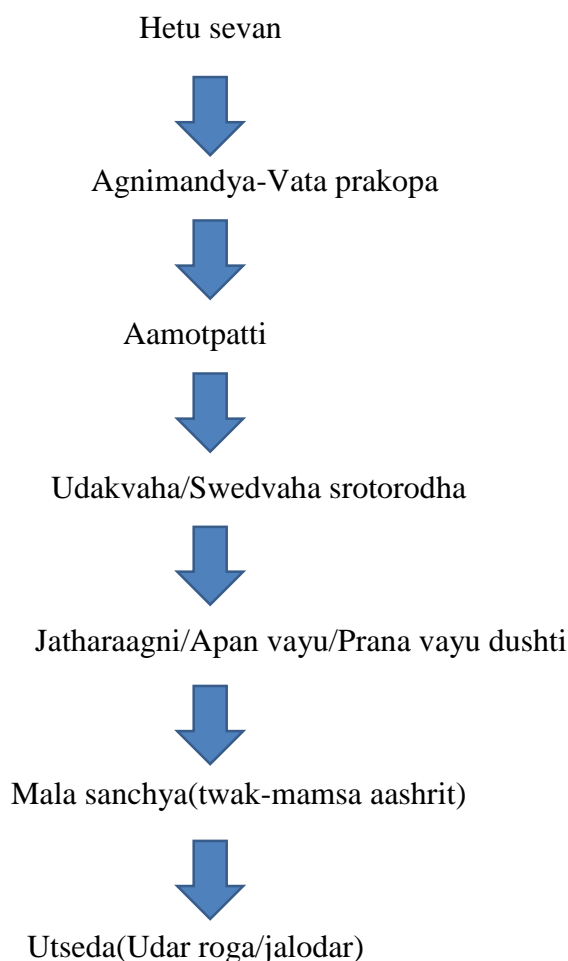 Hetu sevan
Agnimandya-Vata prakopa
Aamotpatti
Udakvaha/Swedvaha srotorodha
Jatharaagni/Apan vayu/Prana vayu dushti
Mala sanchya(twak-mamsa aashrit)
Utseda(Udar roga/jalodar)